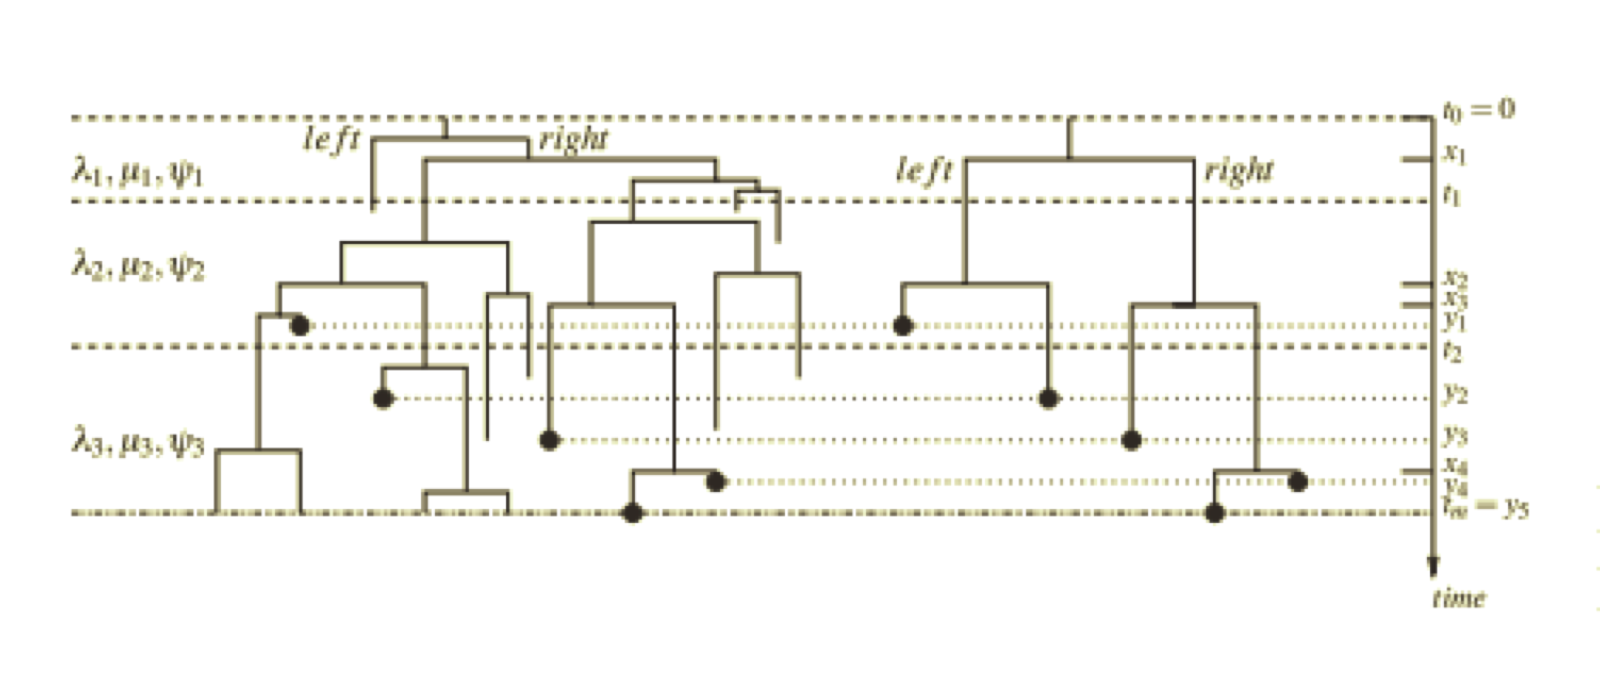 t₀ = 0
left right
x₁
λ₁, μ₁, ψ₁
left right
t₁
λ₂, μ₂, ψ₂
x₂
x₃
y₁
t₂
y₂
λ₃, μ₃, ψ₃
y₃
x₄
y₄
tₘ = y₅
time